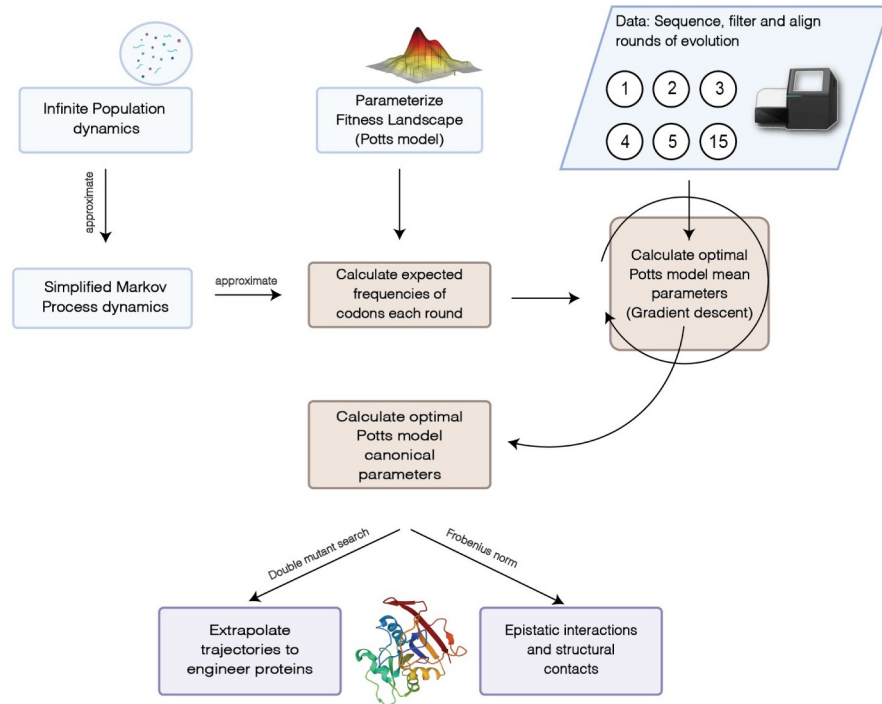 Data: Sequence, filter and align
rounds of evolution
1 2 3
4 5 15
Infinite Population
dynamics
Parameterize
Fitness Landscape
(Potts model)
approximate
Simplified Markov
Process dynamics
approximate
Calculate expected
frequencies of
codons each round
Calculate optimal
Potts model mean
parameters
(Gradient descent)
Calculate optimal
Potts model
canonical
parameters
Double mutant search
Frobenius norm
Extrapolate
trajectories to
engineer proteins
Epistatic interactions
and structural
contacts